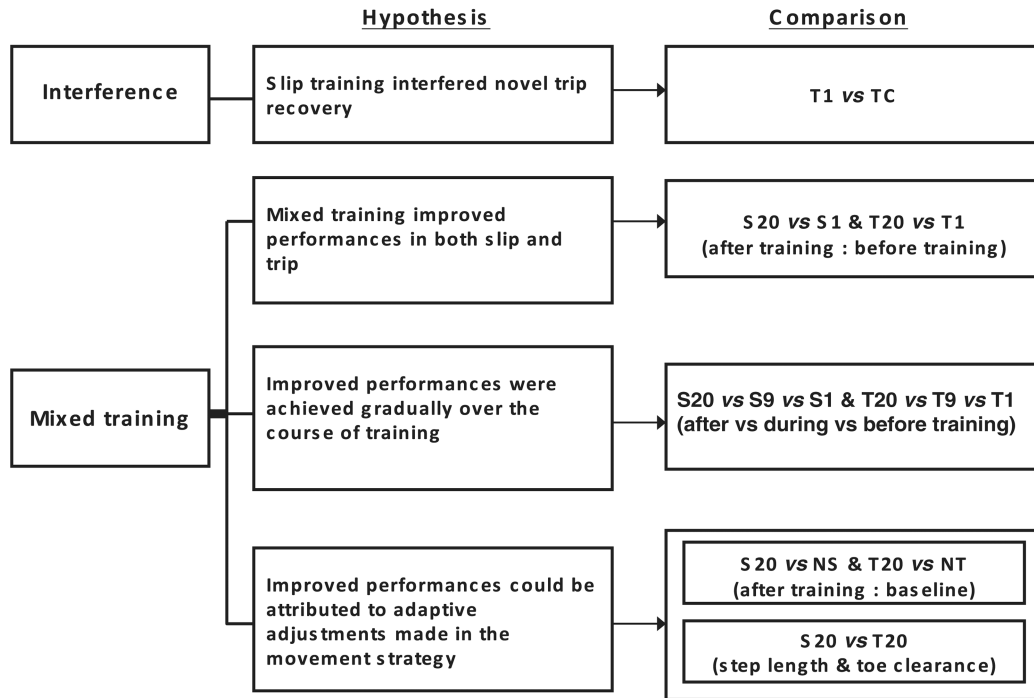 Hypothesis
Comparison
Interference
Slip training interfered novel trip
recovery
T1 vs TC
Mixed training
Mixed training improved
performances in both slip and
trip
S20 vs S1 & T20 vs T1
(after training : before training)
Improved performances were
achieved gradually over the
course of training
S20 vs S9 vs S1 & T20 vs T9 vs T1
(after vs during vs before training)
Improved performances could be
attributed to adaptive
adjustments made in the
movement strategy
S20 vs NS & T20 vs NT
(after training : baseline)
S20 vs T20
(step length & toe clearance)